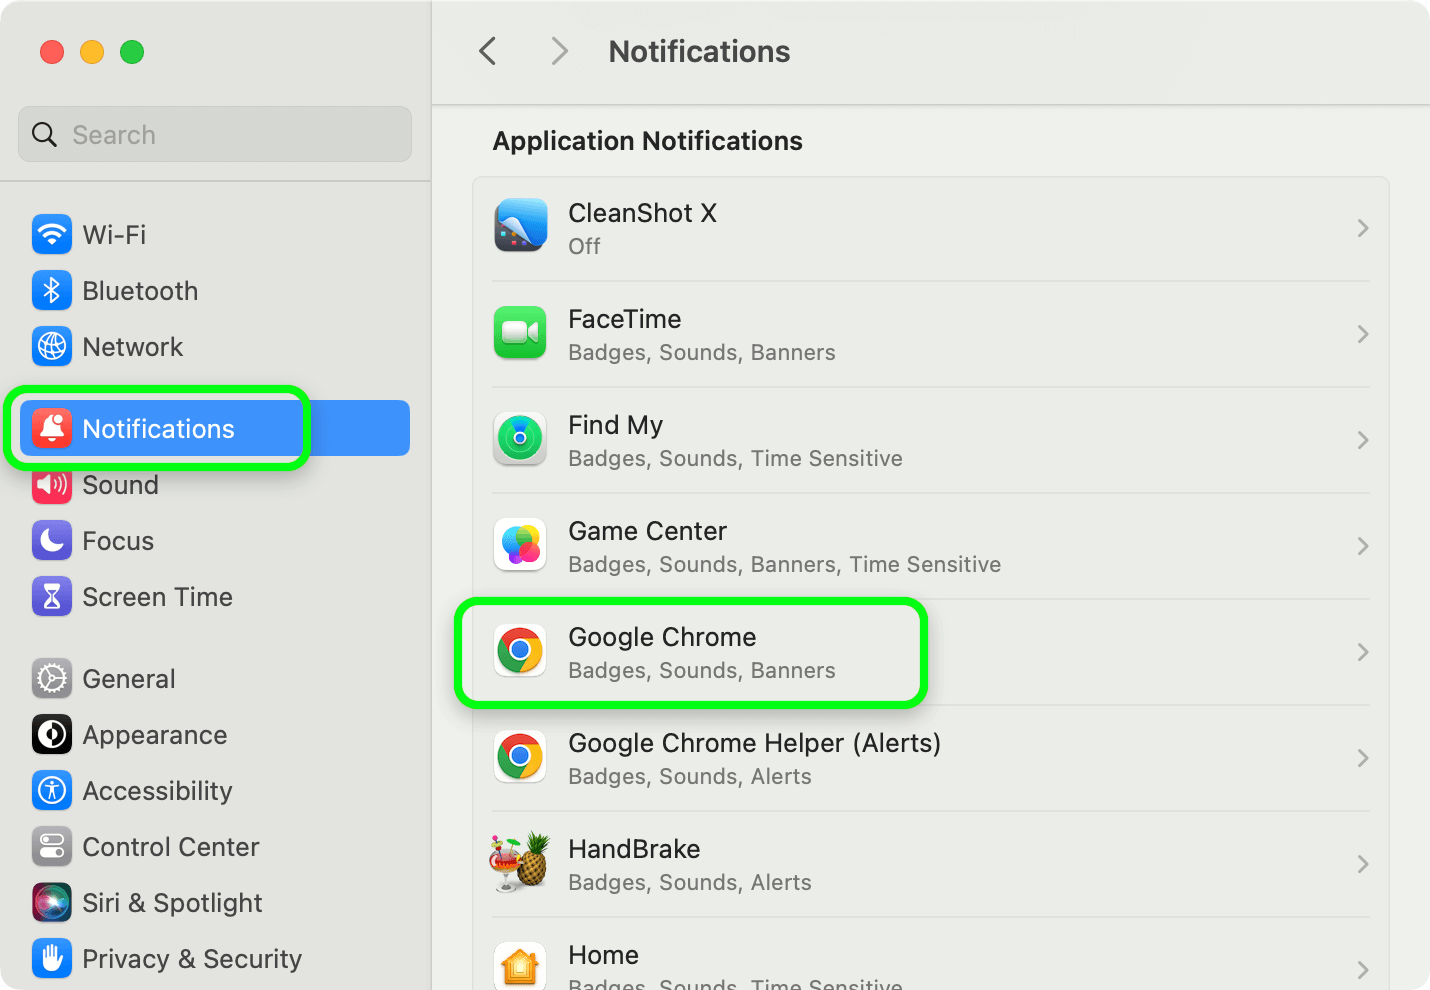 Search
Wi-Fi
Bluetooth
Network
Notifications
Sound
Focus
Screen Time
General
Appearance
Accessibility
Control Center
Siri & Spotlight
Privacy & Security
Notifications
Application Notifications
CleanShot X
Off
FaceTime
Badges, Sounds, Banners
Find My
Badges, Sounds, Time Sensitive
Game Center
Badges, Sounds, Banners, Time Sensitive
Google Chrome
Badges, Sounds, Banners
Google Chrome Helper (Alerts)
Badges, Sounds, Alerts
HandBrake
Badges, Sounds, Alerts
Home
Badges, Sounds, Time Sensitive